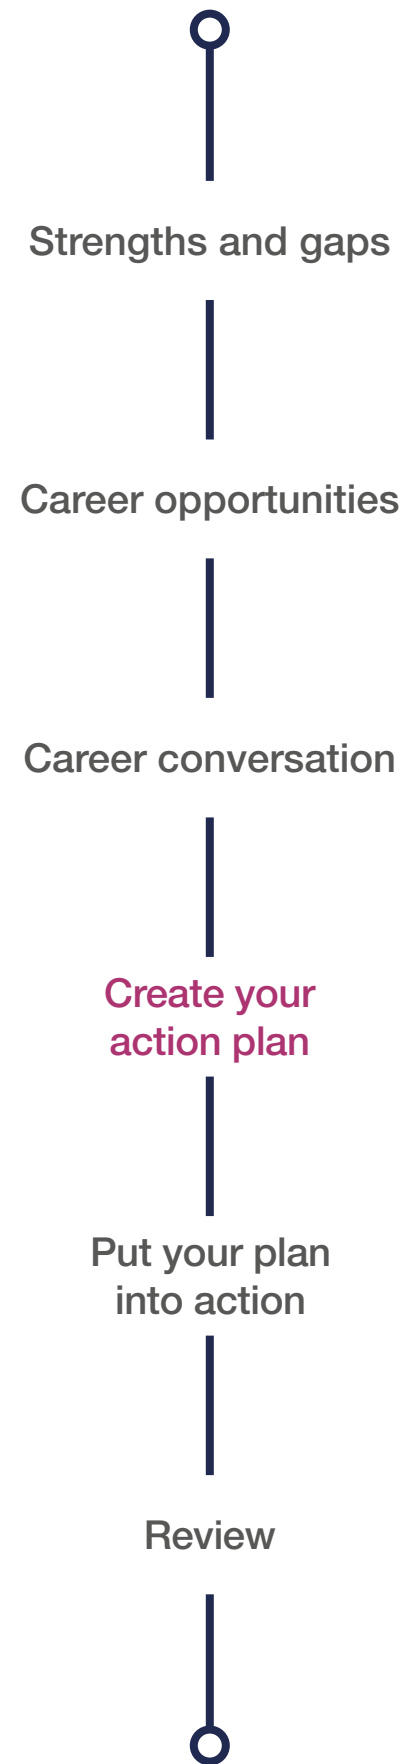 Strengths and gaps
Career opportunities
Career conversation
Create your
action plan
Put your plan
into action
Review